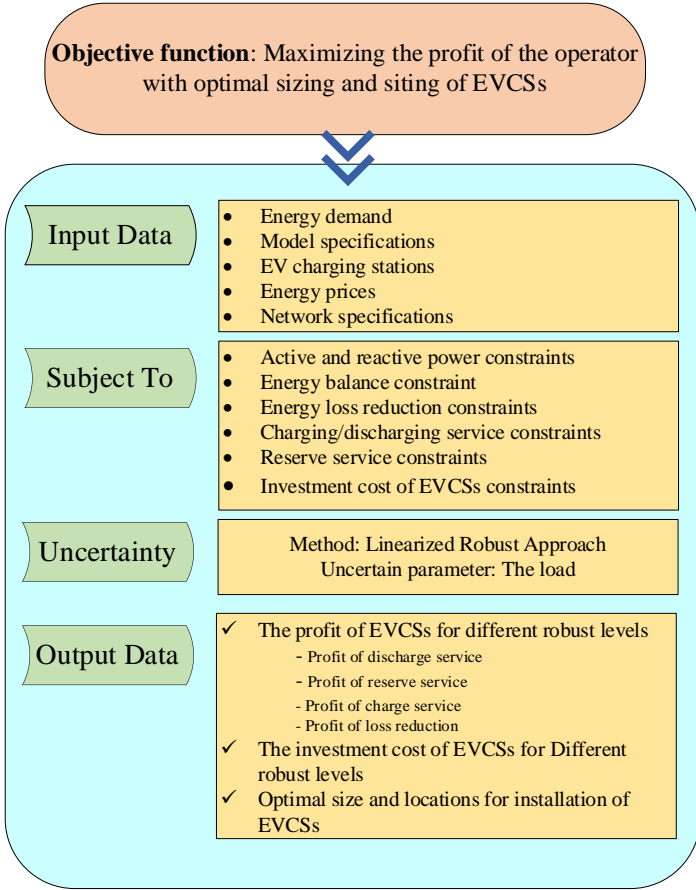 Objective function: Maximizing the profit of the operator
with optimal sizing and siting of EVCSs
Input Data
• Energy demand
• Model specifications
• EV charging stations
• Energy prices
• Network specifications
Subject To
• Active and reactive power constraints
• Energy balance constraint
• Energy loss reduction constraints
• Charging/discharging service constraints
• Reserve service constraints
• Investment cost of EVCSs constraints
Uncertainty
Method: Linearized Robust Approach
Uncertain parameter: The load
Output Data
✓ The profit of EVCSs for different robust levels
- Profit of discharge service
- Profit of reserve service
- Profit of charge service
- Profit of loss reduction
✓ The investment cost of EVCSs for Different
robust levels
✓ Optimal size and locations for installation of
EVCSs